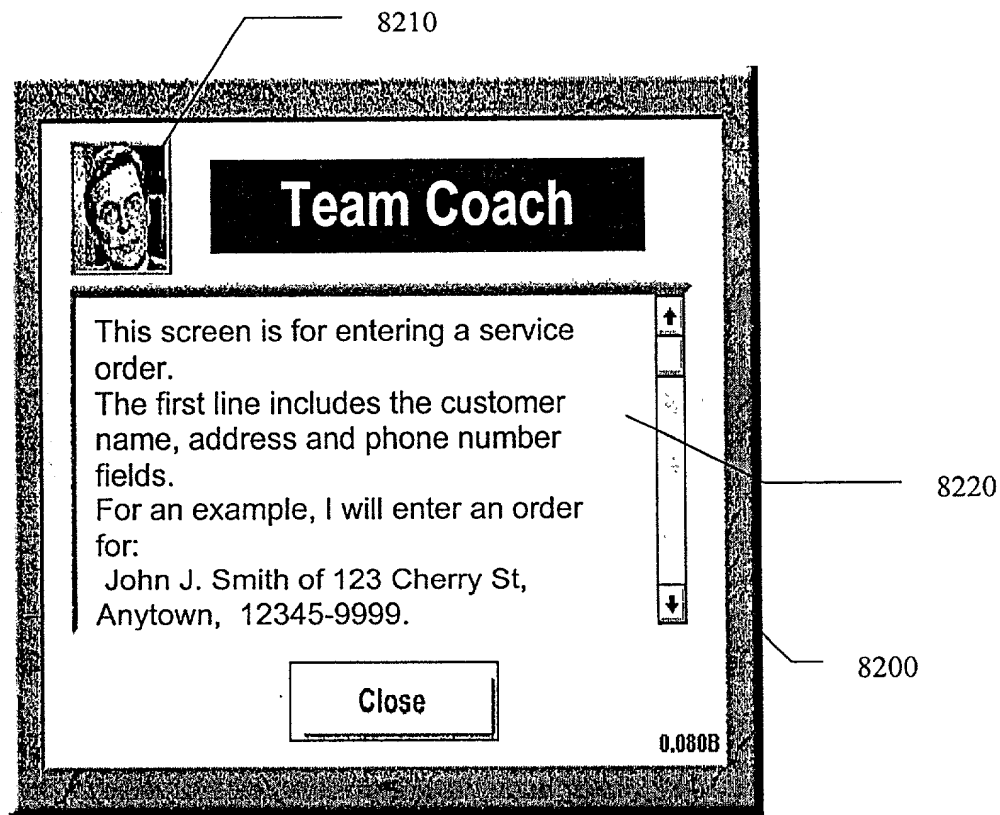 8210
Team Coach
This screen is for entering a service
order.
The first line includes the customer
name, address and phone number
fields.
For an example, I will enter an order
for:
John J. Smith of 123 Cherry St,
Anytown,  12345-9999.
8220
8200
Close
0.080B